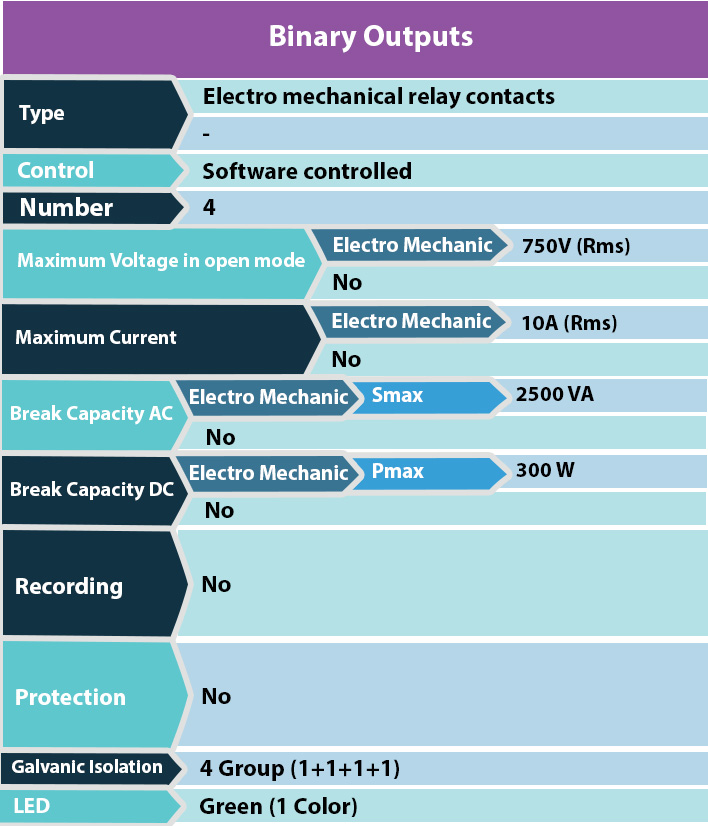 Binary Outputs
Type
Electro mechanical relay contacts
-
Control
Software controlled
Number
4
Maximum Voltage in open mode
Electro Mechanic
750V (Rms)
No
Maximum Current
Electro Mechanic
10A (Rms)
No
Break Capacity AC
Electro Mechanic
Smax
2500 VA
No
Break Capacity DC
Electro Mechanic
Pmax
300 W
No
Recording
No
Protection
No
Galvanic Isolation
4 Group (1+1+1+1)
LED
Green (1 Color)